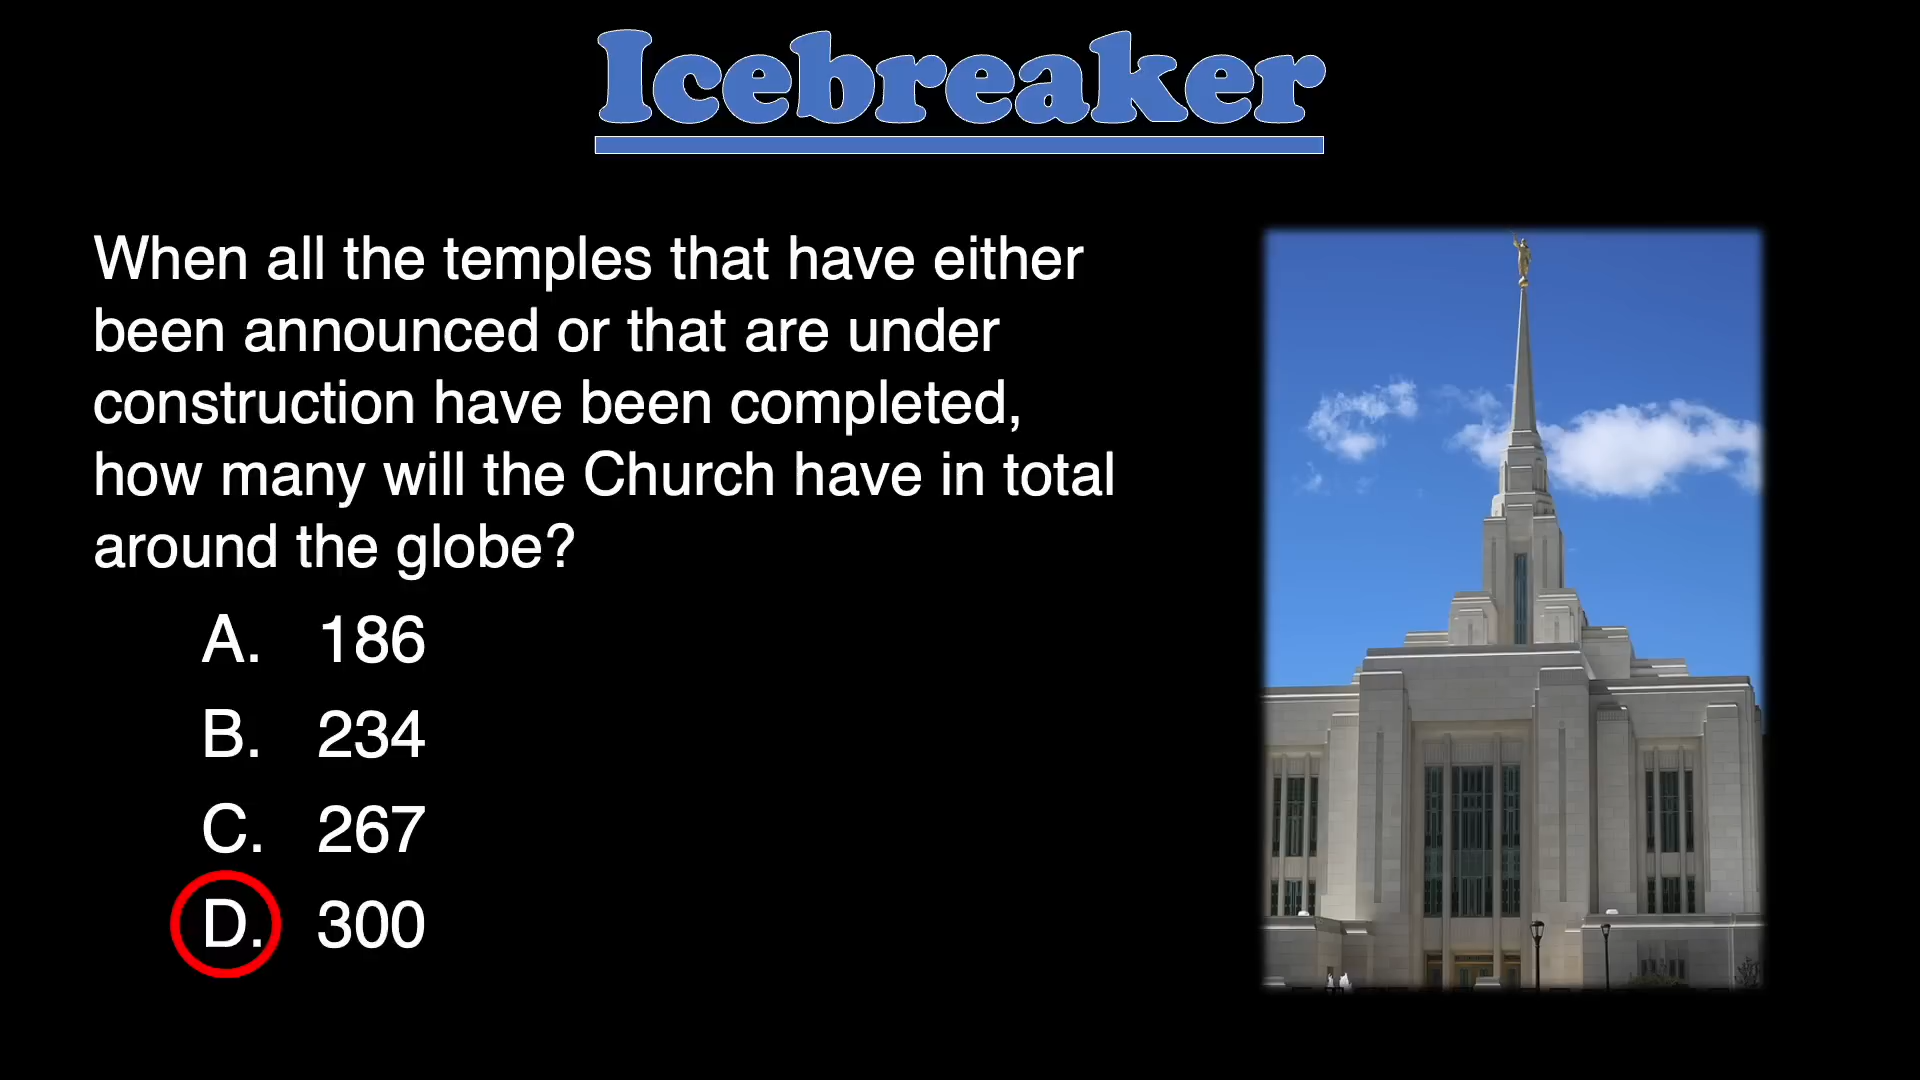 Icebreaker
When all the temples that have either
been announced or that are under
construction have been completed,
how many will the Church have in total
around the globe?
A. 186
B. 234
C. 267
D. 300